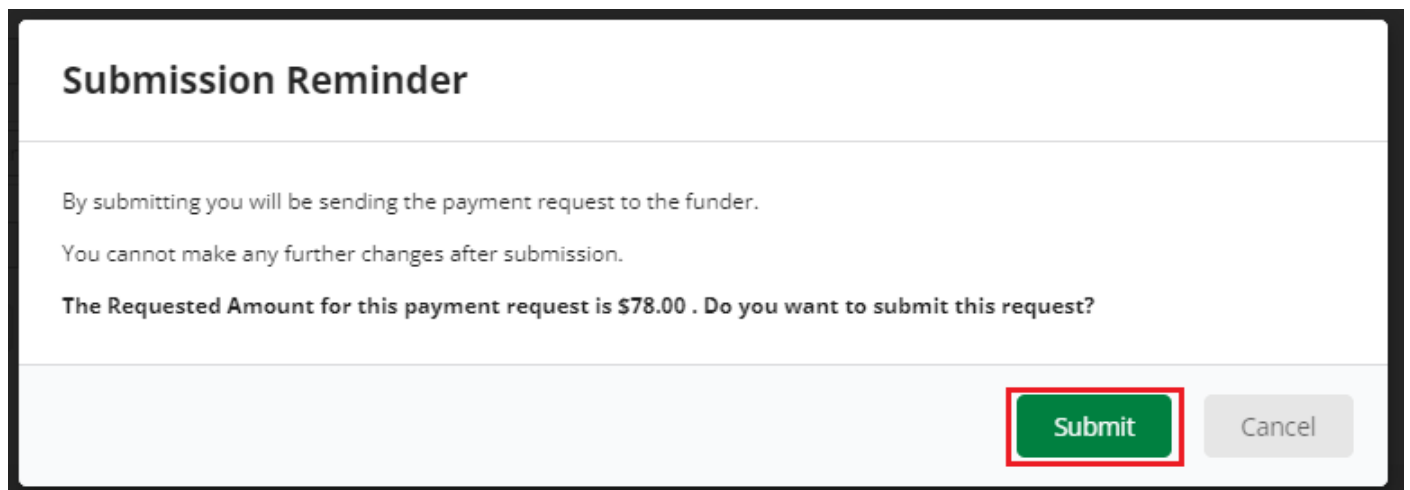 Submission Reminder
By submitting you will be sending the payment request to the funder.
You cannot make any further changes after submission.
The Requested Amount for this payment request is $78.00 . Do you want to submit this request?
Submit
Cancel